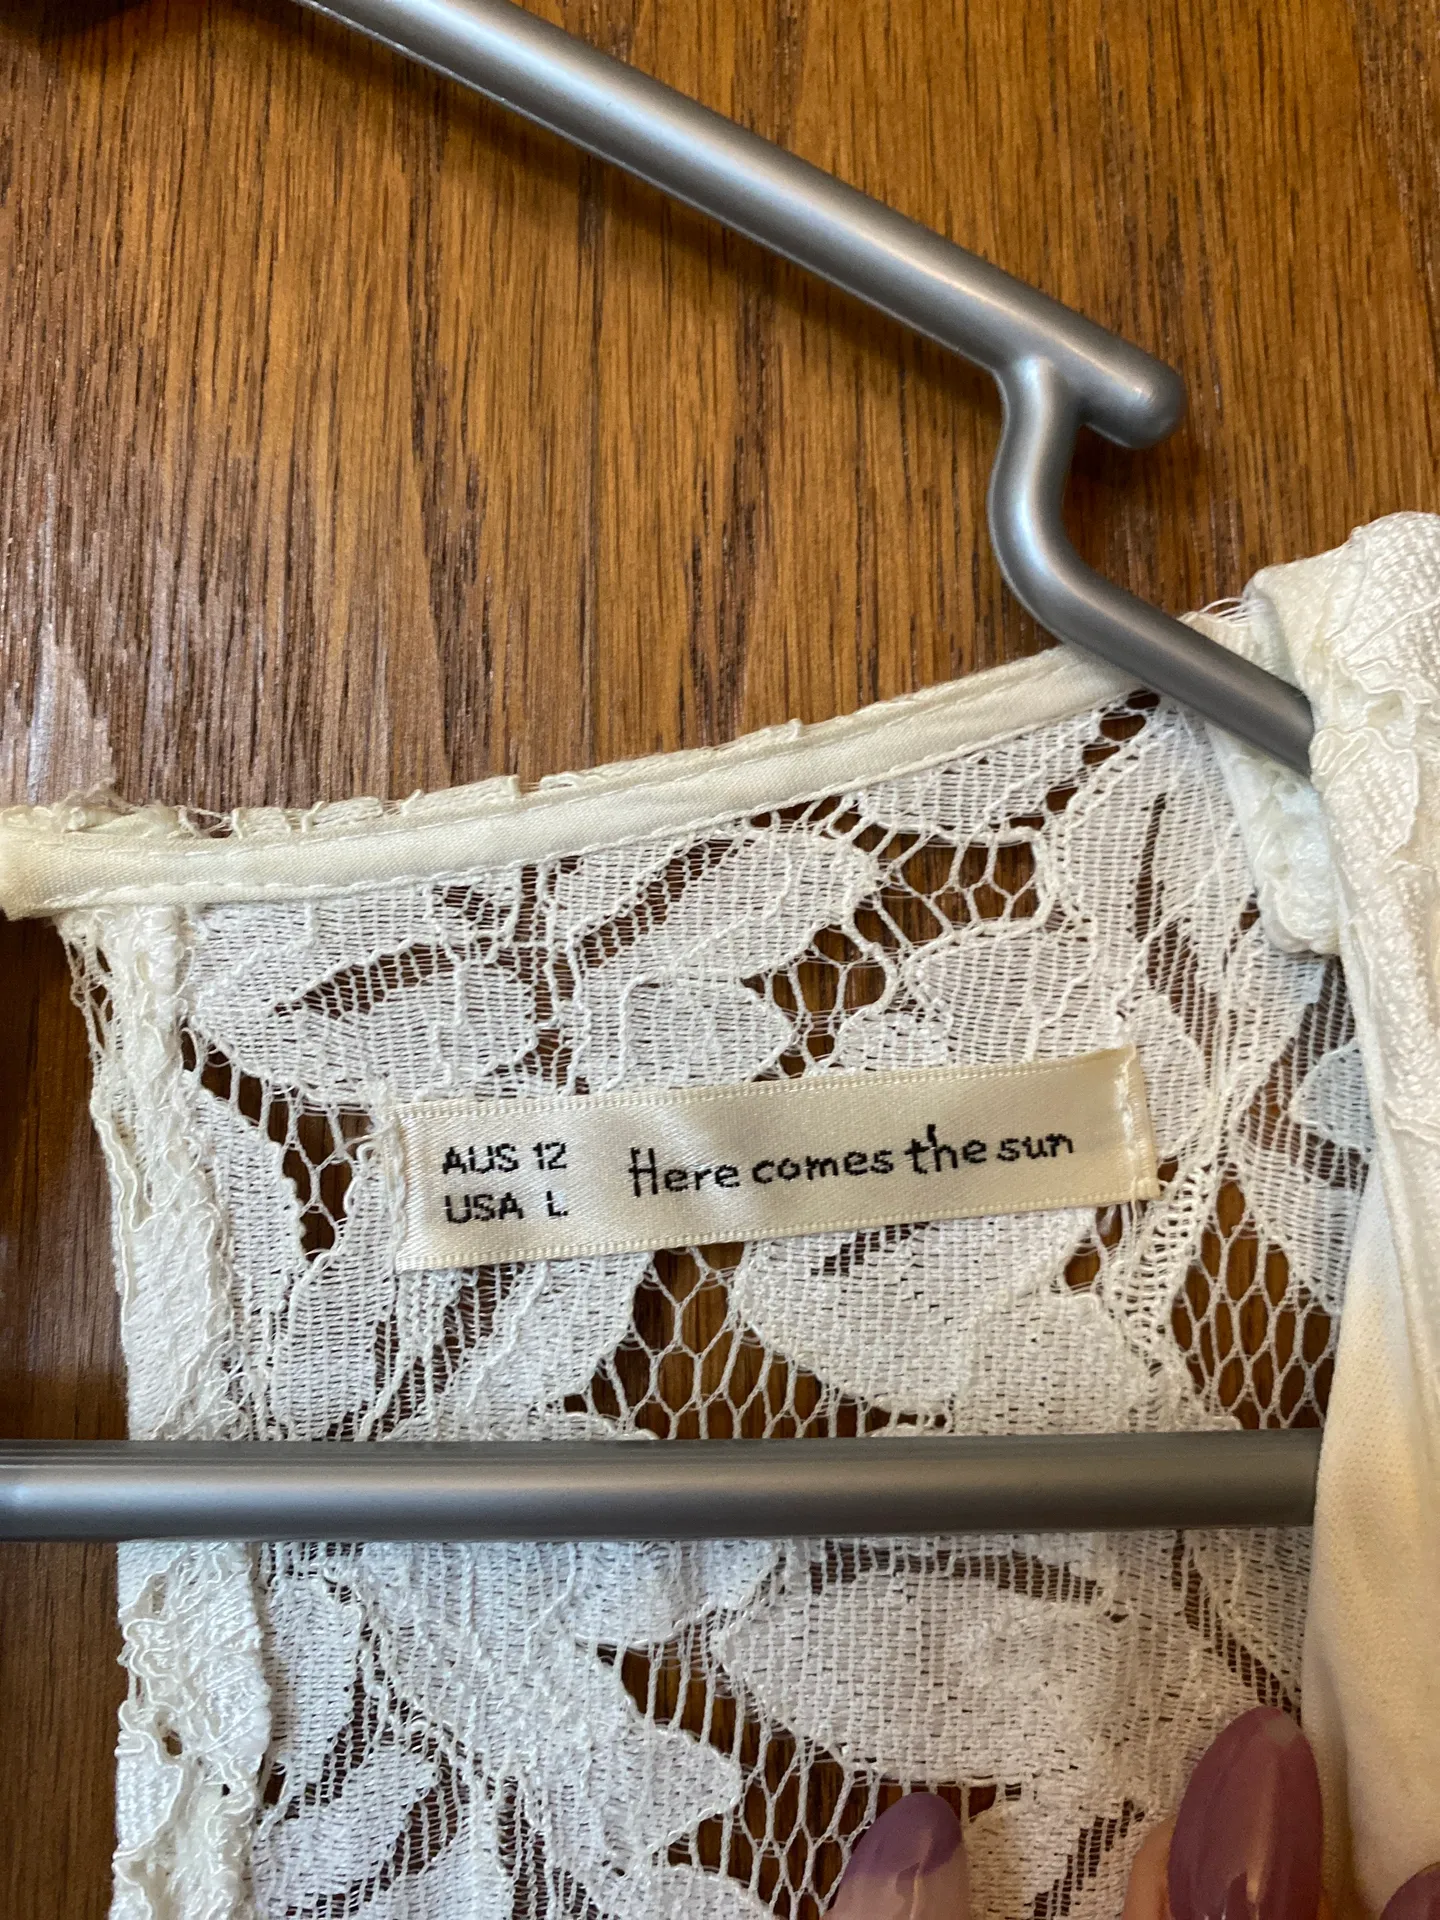 AUS 12
USA L
Here comes the sun